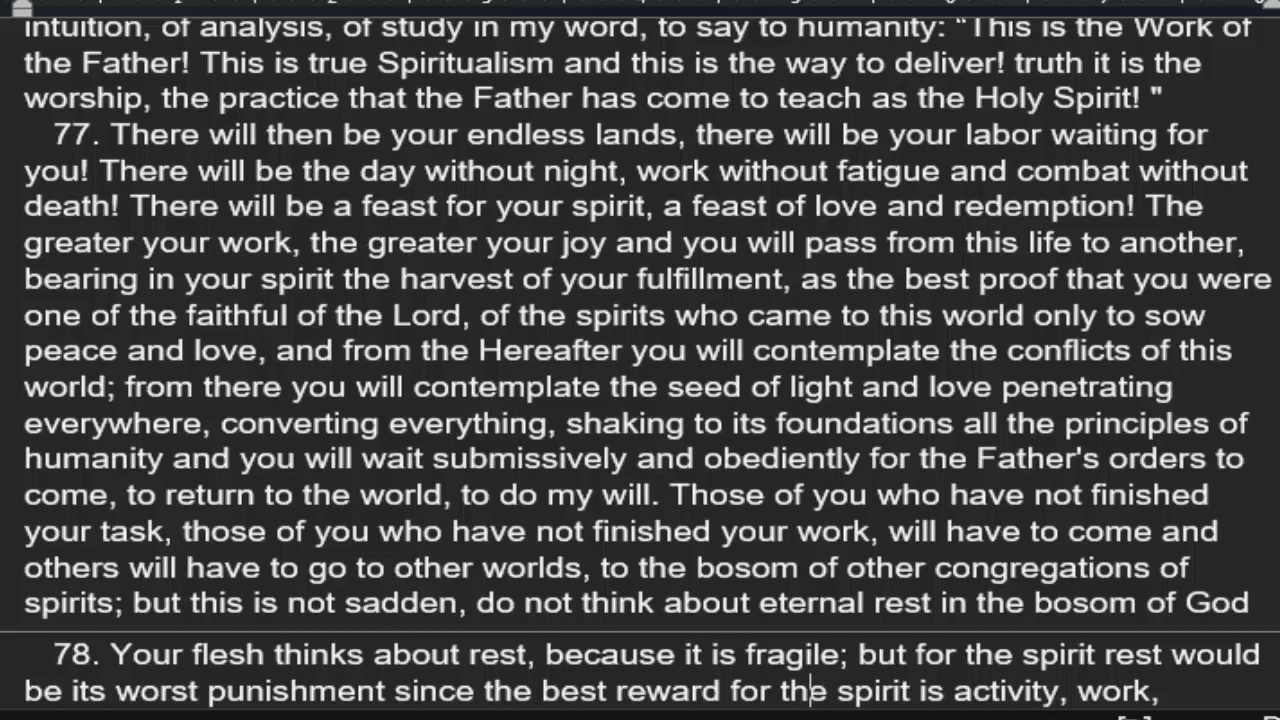 intuition, of analysis, of study in my word, to say to humanity: “This is the Work of
the Father! This is true Spiritualism and this is the way to deliver! truth it is the
worship, the practice that the Father has come to teach as the Holy Spirit! "
77. There will then be your endless lands, there will be your labor waiting for
you! There will be the day without night, work without fatigue and combat without
death! There will be a feast for your spirit, a feast of love and redemption! The
greater your work, the greater your joy and you will pass from this life to another,
bearing in your spirit the harvest of your fulfillment, as the best proof that you were
one of the faithful of the Lord, of the spirits who came to this world only to sow
peace and love, and from the Hereafter you will contemplate the conflicts of this
world; from there you will contemplate the seed of light and love penetrating
everywhere, converting everything, shaking to its foundations all the principles of
humanity and you will wait submissively and obediently for the Father's orders to
come, to return to the world, to do my will. Those of you who have not finished
your task, those of you who have not finished your work, will have to come and
others will have to go to other worlds, to the bosom of other congregations of
spirits; but this is not sadden, do not think about eternal rest in the bosom of God
78. Your flesh thinks about rest, because it is fragile; but for the spirit rest would
be its worst punishment since the best reward for the spirit is activity, work,